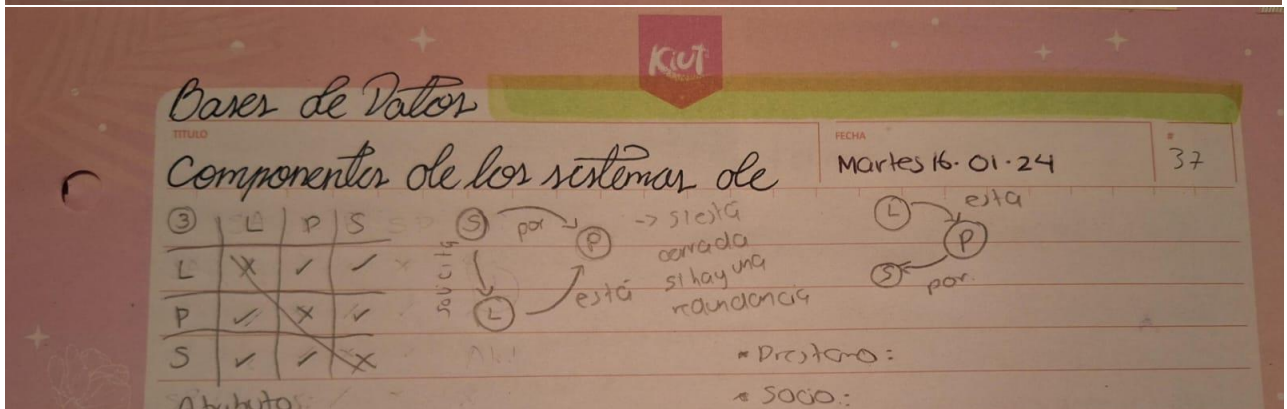 Kiut
Bases de Datos
TITULO
Componentes de los sistemas de
FECHA
Martes 16·01·24
#
37
③ L P S
L X ✓ ✓
P ✓ X ✓
S ✓ ✓ X
S por P
solicita
L está
-> si está
cerrada
si hay una
redundancia
L está
P
S por.
* Prestamo:
Atributos:
* Socio: